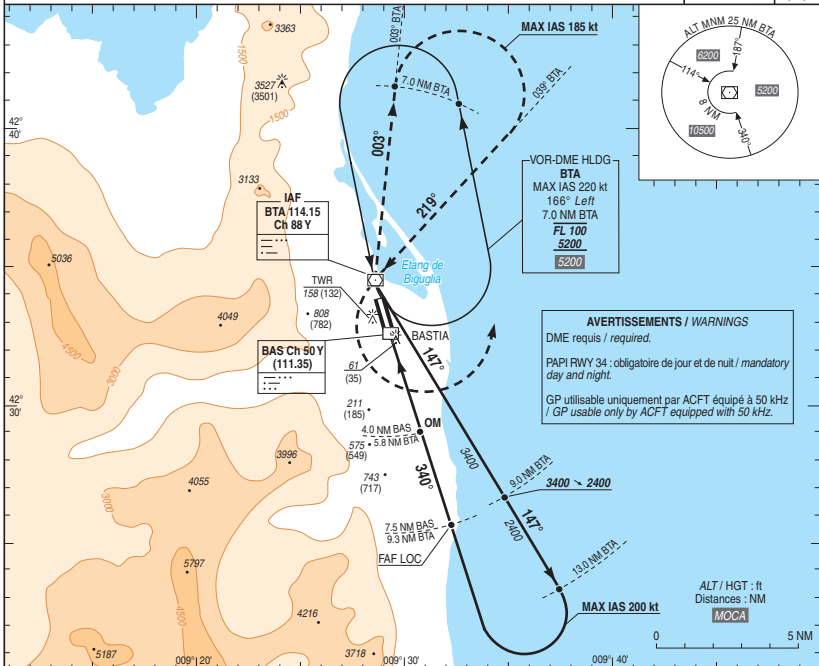 3363
1500
3527
(3501)
1500
003° BTA
MAX IAS 185 kt
7.0 NM BTA
039° BTA
ALT MNM 25 NM BTA
6200
187°
114°
5200
8 NM
10500
340°
42°
40'
003°
3133
219°
VOR-DME HLDG
BTA
MAX IAS 220 kt
166° Left
7.0 NM BTA
FL 100
5200
5200
IAF
BTA 114.15
Ch 88 Y
5036
Etang de
Biguglia
TWR
158 (132)
808
(782)
4049
4500
3000
BAS Ch 50 Y
(111.35)
BASTIA
61
(35)
147°
AVERTISSEMENTS / WARNINGS
DME requis / required.
PAPI RWY 34 : obligatoire de jour et de nuit / mandatory
day and night.
GP utilisable uniquement par ACFT équipé à 50 kHz
/ GP usable only by ACFT equipped with 50 kHz.
42°
30'
211
(185)
OM
4.0 NM BAS
5.8 NM BTA
575
(549)
3400
3996
743
(717)
340°
9.0 NM BTA
3400 ↘ 2400
4055
3000
147°
2400
7.5 NM BAS
9.3 NM BTA
FAF LOC
13.0 NM BTA
5797
4500
4216
MAX IAS 200 kt
ALT / HGT : ft
Distances : NM
MOCA
5187
3718
009° 20'
009° 30'
009° 40'
0
5 NM